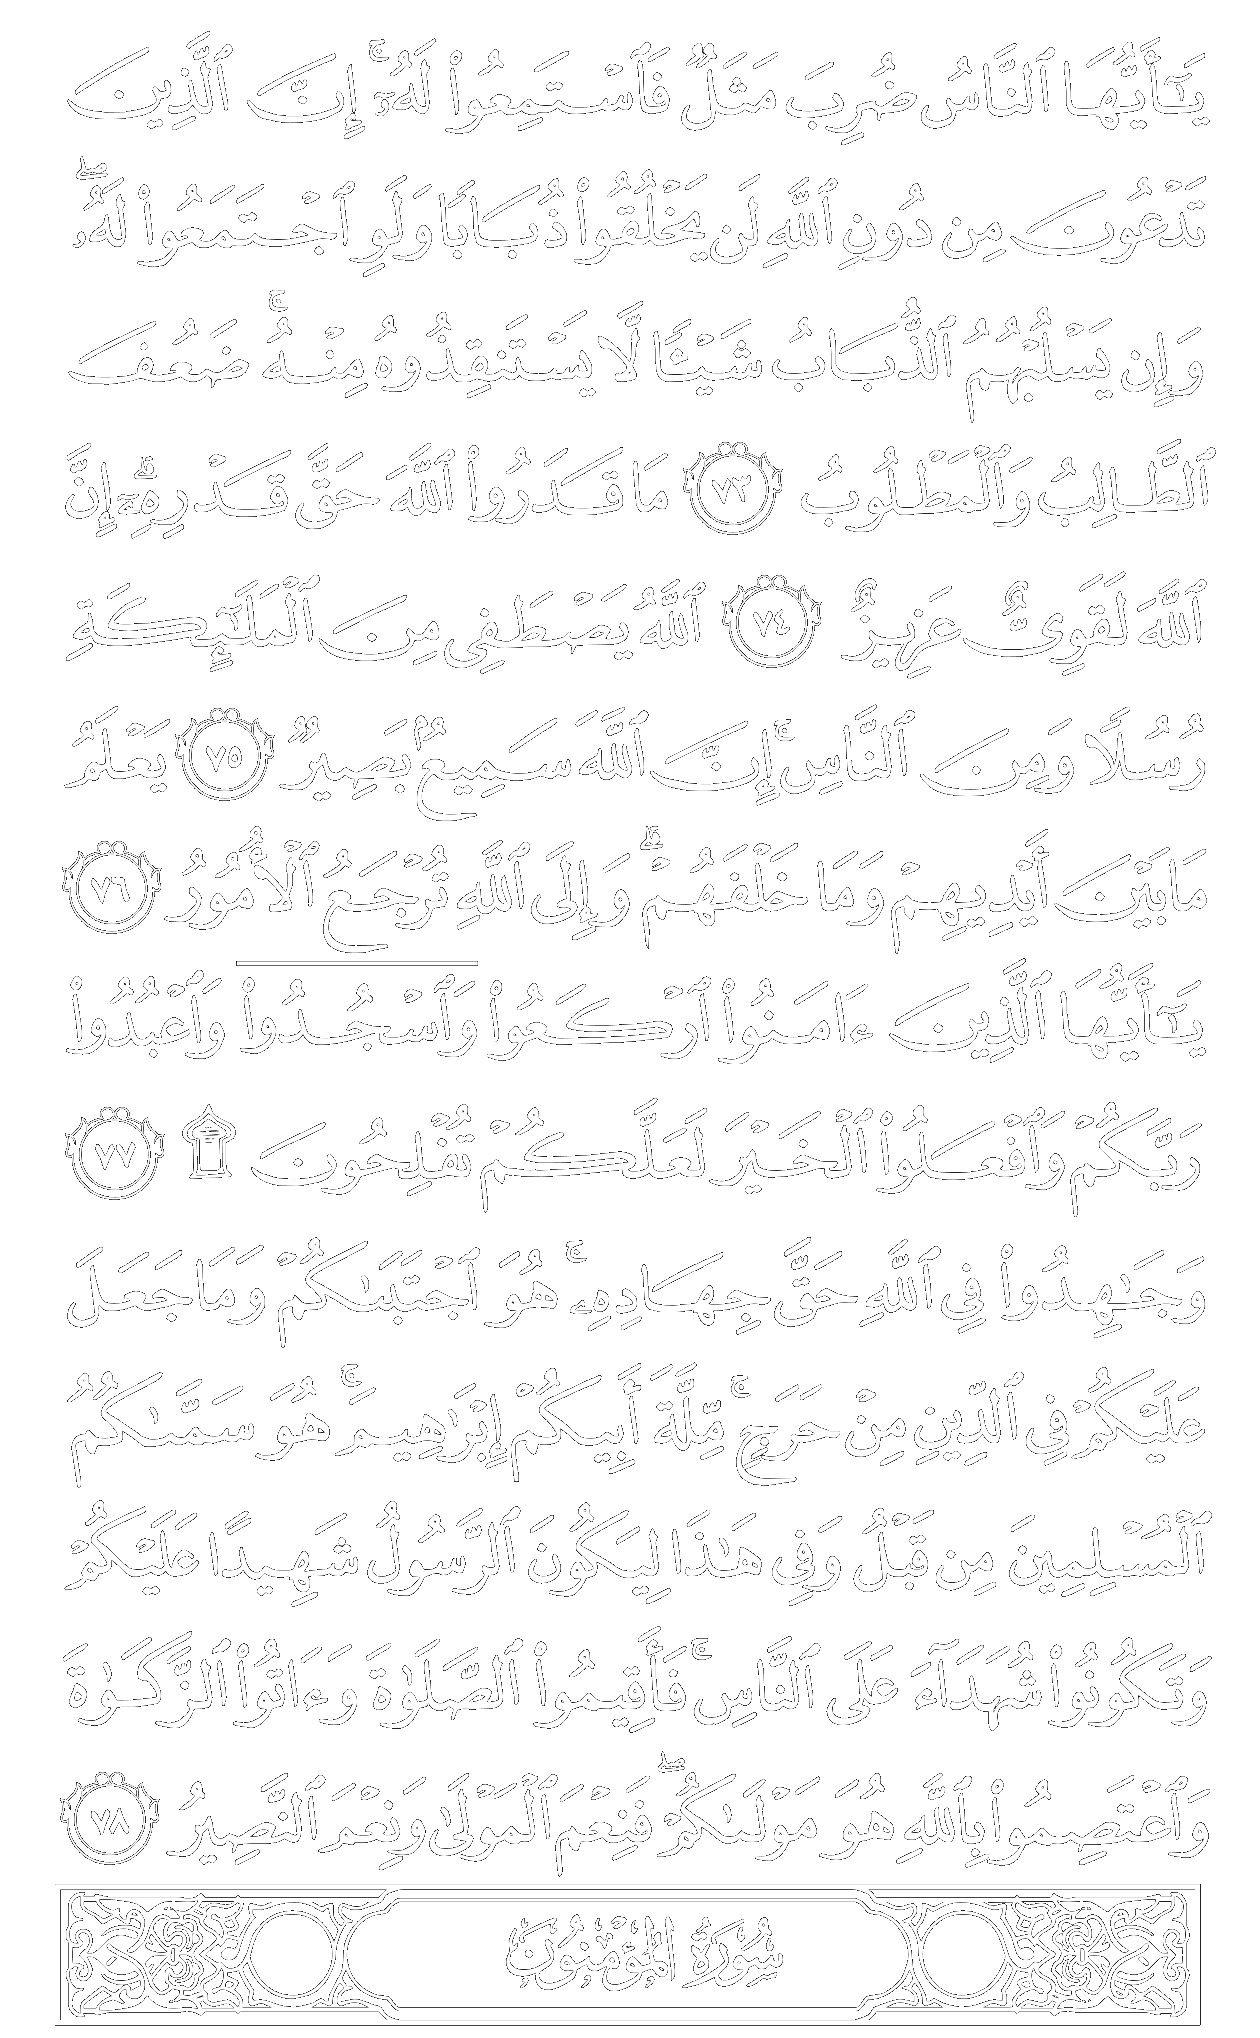 يَٰٓأَيُّهَا ٱلنَّاسُ ضُرِبَ مَثَلٌ فَٱسْتَمِعُوا۟ لَهُۥٓ ۚ إِنَّ ٱلَّذِينَ
تَدْعُونَ مِن دُونِ ٱللَّهِ لَن يَخْلُقُوا۟ ذُبَابًا وَلَوِ ٱجْتَمَعُوا۟ لَهُۥ ۖ
وَإِن يَسْلُبْهُمُ ٱلذُّبَابُ شَيْـًٔا لَّا يَسْتَنقِذُوهُ مِنْهُ ۚ ضَعُفَ
ٱلطَّالِبُ وَٱلْمَطْلُوبُ ٧٣ مَا قَدَرُوا۟ ٱللَّهَ حَقَّ قَدْرِهِۦٓ ۗ إِنَّ
ٱللَّهَ لَقَوِىٌّ عَزِيزٌ ٧٤ ٱللَّهُ يَصْطَفِى مِنَ ٱلْمَلَٰٓئِكَةِ
رُسُلًا وَمِنَ ٱلنَّاسِ ۚ إِنَّ ٱللَّهَ سَمِيعٌۢ بَصِيرٌ ٧٥ يَعْلَمُ
مَا بَيْنَ أَيْدِيهِمْ وَمَا خَلْفَهُمْ ۗ وَإِلَى ٱللَّهِ تُرْجَعُ ٱلْأُمُورُ ٧٦
يَٰٓأَيُّهَا ٱلَّذِينَ ءَامَنُوا۟ ٱرْكَعُوا۟ وَٱسْجُدُوا۟ وَٱعْبُدُوا۟
رَبَّكُمْ وَٱفْعَلُوا۟ ٱلْخَيْرَ لَعَلَّكُمْ تُفْلِحُونَ ۩ ٧٧
وَجَٰهِدُوا۟ فِى ٱللَّهِ حَقَّ جِهَادِهِۦ ۚ هُوَ ٱجْتَبَىٰكُمْ وَمَا جَعَلَ
عَلَيْكُمْ فِى ٱلدِّينِ مِنْ حَرَجٍ ۚ مِّلَّةَ أَبِيكُمْ إِبْرَٰهِيمَ ۚ هُوَ سَمَّىٰكُمُ
ٱلْمُسْلِمِينَ مِن قَبْلُ وَفِى هَٰذَا لِيَكُونَ ٱلرَّسُولُ شَهِيدًا عَلَيْكُمْ
وَتَكُونُوا۟ شُهَدَآءَ عَلَى ٱلنَّاسِ ۚ فَأَقِيمُوا۟ ٱلصَّلَوٰةَ وَءَاتُوا۟ ٱلزَّكَوٰةَ
وَٱعْتَصِمُوا۟ بِٱللَّهِ هُوَ مَوْلَىٰكُمْ ۖ فَنِعْمَ ٱلْمَوْلَىٰ وَنِعْمَ ٱلنَّصِيرُ ٧٨
سُورَةُ المُؤْمِنُونَ